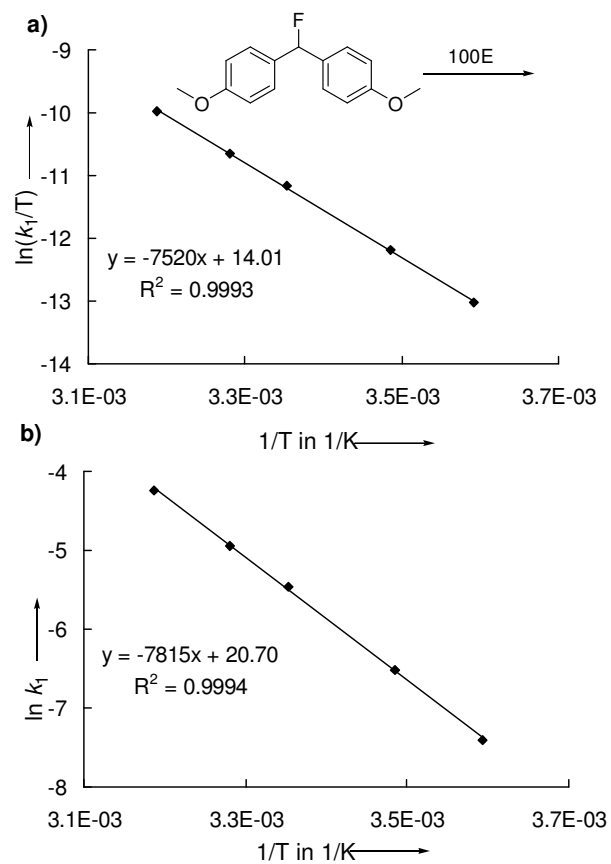 a)
F
O
O
100E
-9
-10
-11
-12
-13
-14
ln(k₁/T)
y = -7520x + 14.01
R² = 0.9993
3.1E-03 3.3E-03 3.5E-03 3.7E-03
1/T in 1/K
b)
-4
-5
-6
-7
-8
ln k₁
y = -7815x + 20.70
R² = 0.9994
3.1E-03 3.3E-03 3.5E-03 3.7E-03
1/T in 1/K